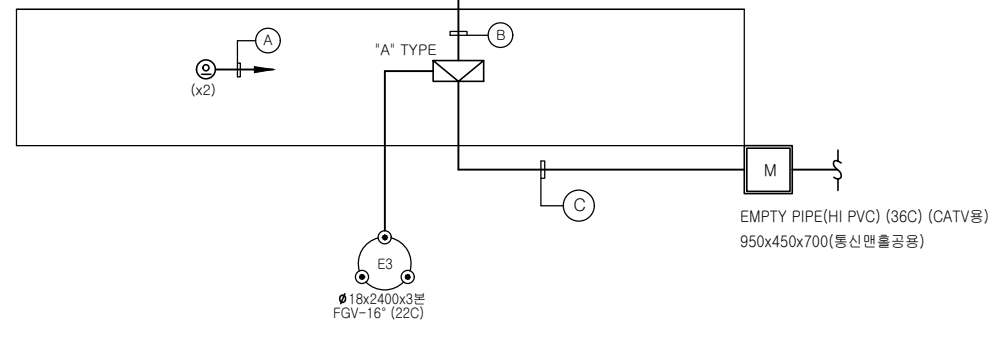 A
B
"A" TYPE
(x2)
M
C
EMPTY PIPE(HI PVC) (36C) (CATV용)
950x450x700(통신맨홀공용)
E3
Ø18x2400x3본
FGV-16° (22C)